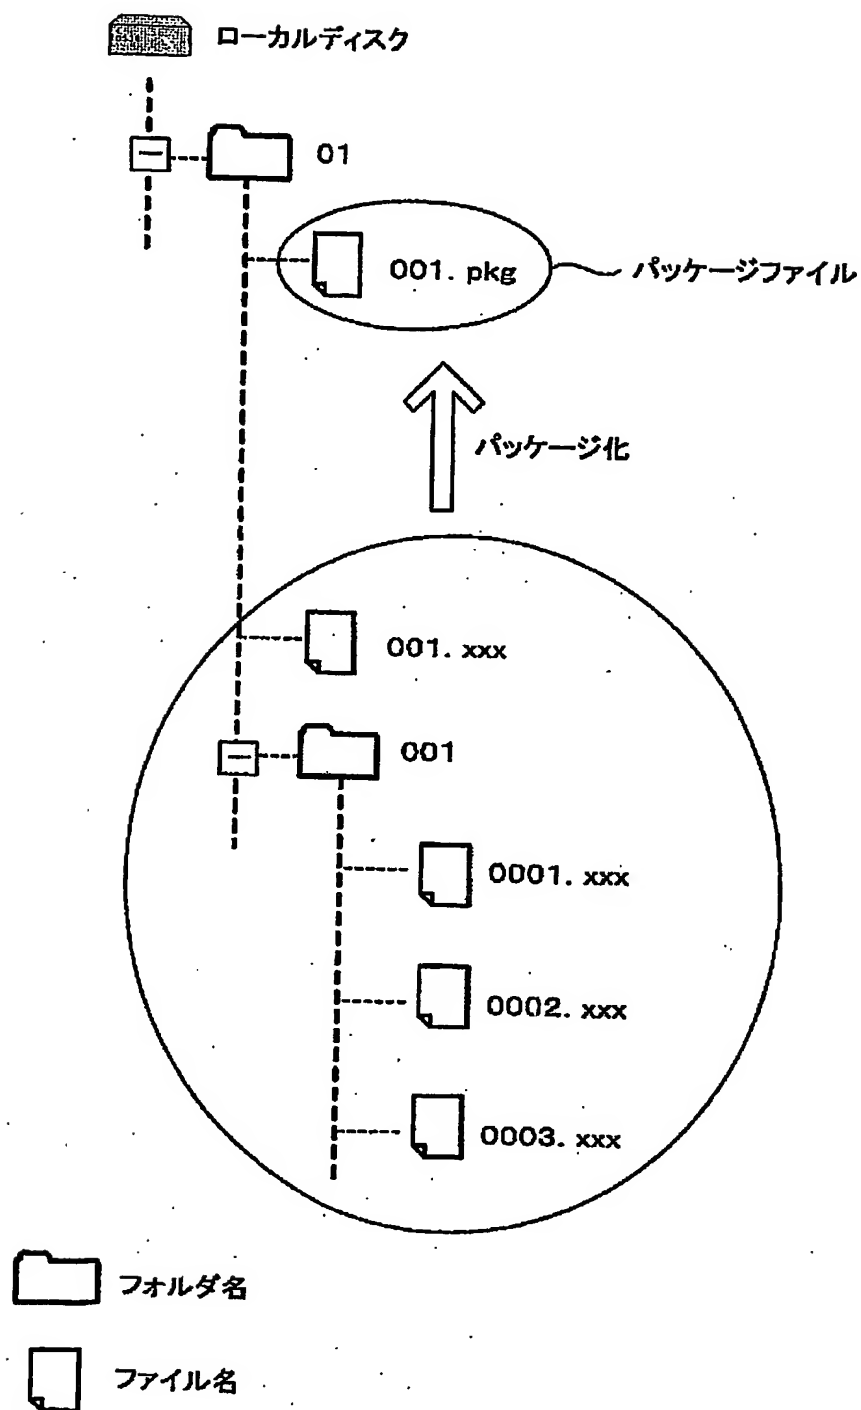 ローカルディスク
01
001. pkg
パッケージファイル
パッケージ化
001. xxx
001
0001. xxx
0002. xxx
0003. xxx
フォルダ名
ファイル名